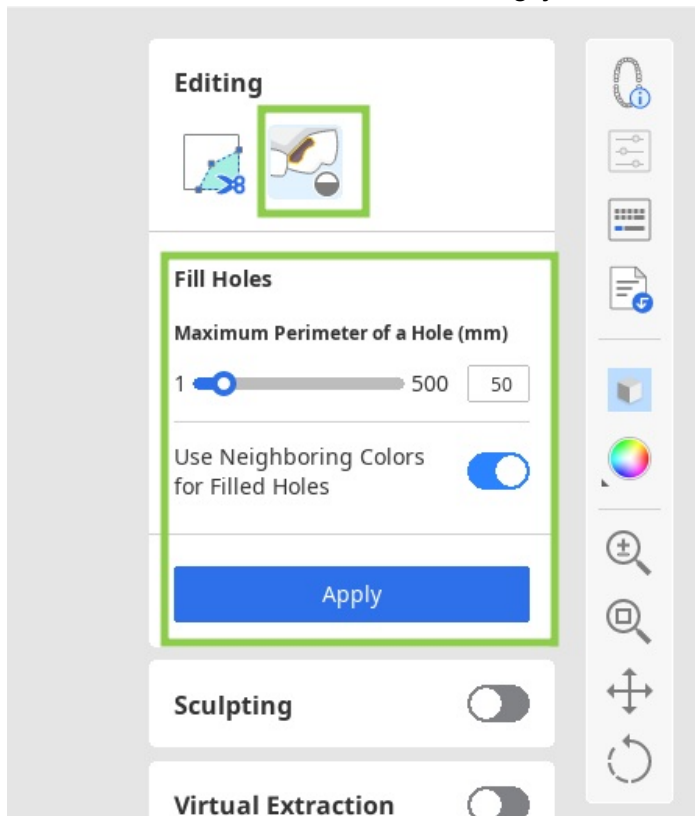 Editing
Fill Holes
Maximum Perimeter of a Hole (mm)
1 500 50
Use Neighboring Colors
for Filled Holes
Apply
Sculpting
Virtual Extraction